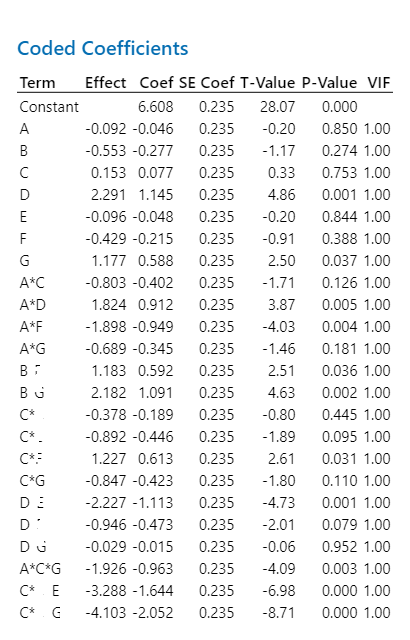 Coded Coefficients
Term Effect Coef SE Coef T-Value P-Value VIF
Constant 6.608 0.235 28.07 0.000
A -0.092 -0.046 0.235 -0.20 0.850 1.00
B -0.553 -0.277 0.235 -1.17 0.274 1.00
C 0.153 0.077 0.235 0.33 0.753 1.00
D 2.291 1.145 0.235 4.86 0.001 1.00
E -0.096 -0.048 0.235 -0.20 0.844 1.00
F -0.429 -0.215 0.235 -0.91 0.388 1.00
G 1.177 0.588 0.235 2.50 0.037 1.00
A*C -0.803 -0.402 0.235 -1.71 0.126 1.00
A*D 1.824 0.912 0.235 3.87 0.005 1.00
A*F -1.898 -0.949 0.235 -4.03 0.004 1.00
A*G -0.689 -0.345 0.235 -1.46 0.181 1.00
B 1.183 0.592 0.235 2.51 0.036 1.00
B 2.182 1.091 0.235 4.63 0.002 1.00
C* -0.378 -0.189 0.235 -0.80 0.445 1.00
C* -0.892 -0.446 0.235 -1.89 0.095 1.00
C* 1.227 0.613 0.235 2.61 0.031 1.00
C*G -0.847 -0.423 0.235 -1.80 0.110 1.00
D -2.227 -1.113 0.235 -4.73 0.001 1.00
D -0.946 -0.473 0.235 -2.01 0.079 1.00
D -0.029 -0.015 0.235 -0.06 0.952 1.00
A*C*G -1.926 -0.963 0.235 -4.09 0.003 1.00
C* E -3.288 -1.644 0.235 -6.98 0.000 1.00
C* G -4.103 -2.052 0.235 -8.71 0.000 1.00